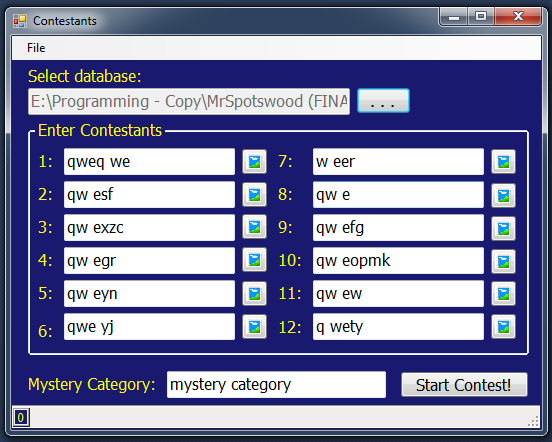 Contestants
File
Select database:
E:\Programming - Copy\MrSpotswood (FINA
...
Enter Contestants
1: qweq we 7: w eer
2: qw esf 8: qw e
3: qw exzc 9: qw efg
4: qw egr 10: qw eopmk
5: qw eyn 11: qw ew
6: qwe yj 12: q wety
Mystery Category: mystery category Start Contest!
0